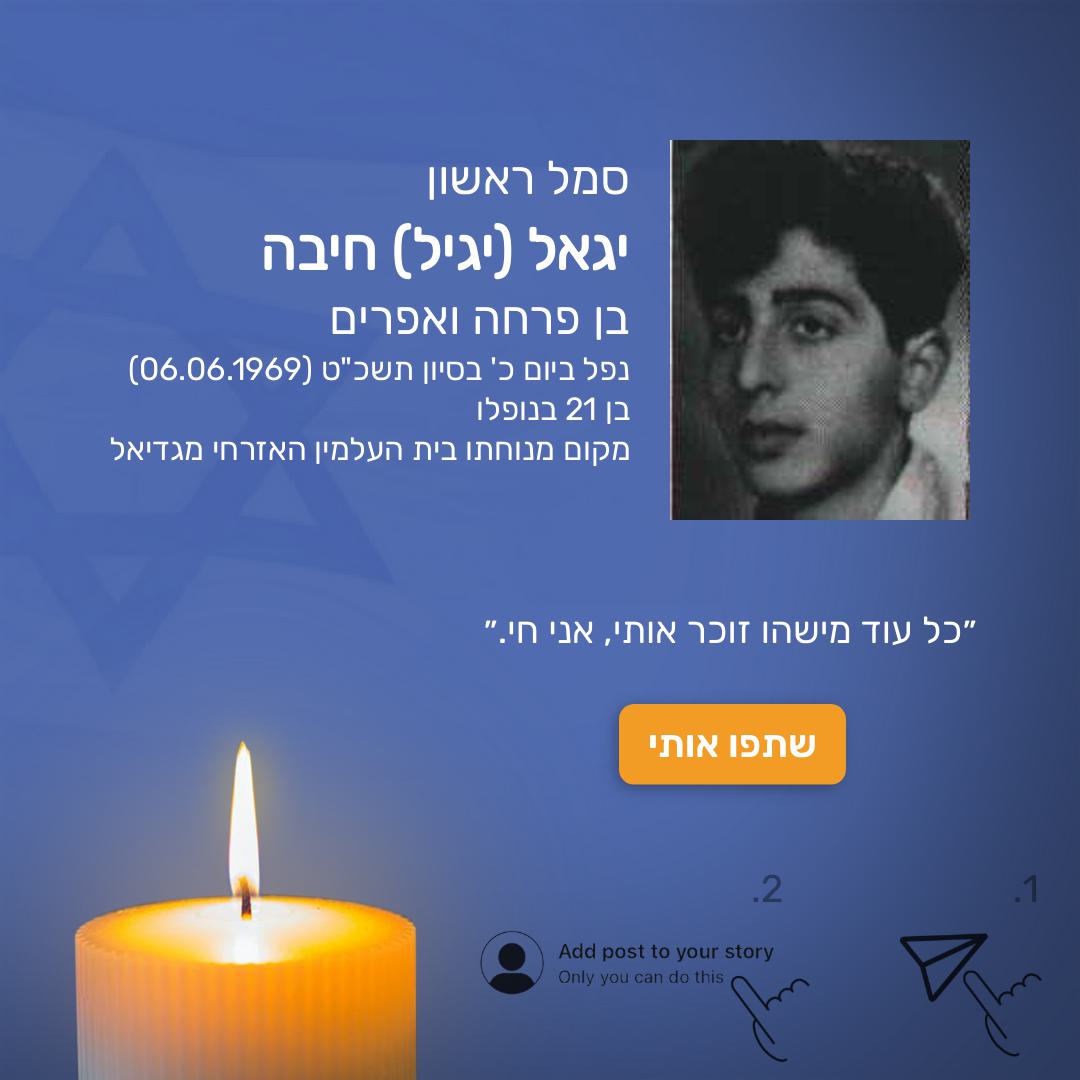 סמל ראשון
יגאל (יגיל) חיבה
בן פרחה ואפרים
נפל ביום כ' בסיון תשכ"ט (06.06.1969)
בן 21 בנופלו
מקום מנוחתו בית העלמין האזרחי מגדיאל
״כל עוד מישהו זוכר אותי, אני חי.״
שתפו אותי
.1
.2
Add post to your story
Only you can do this